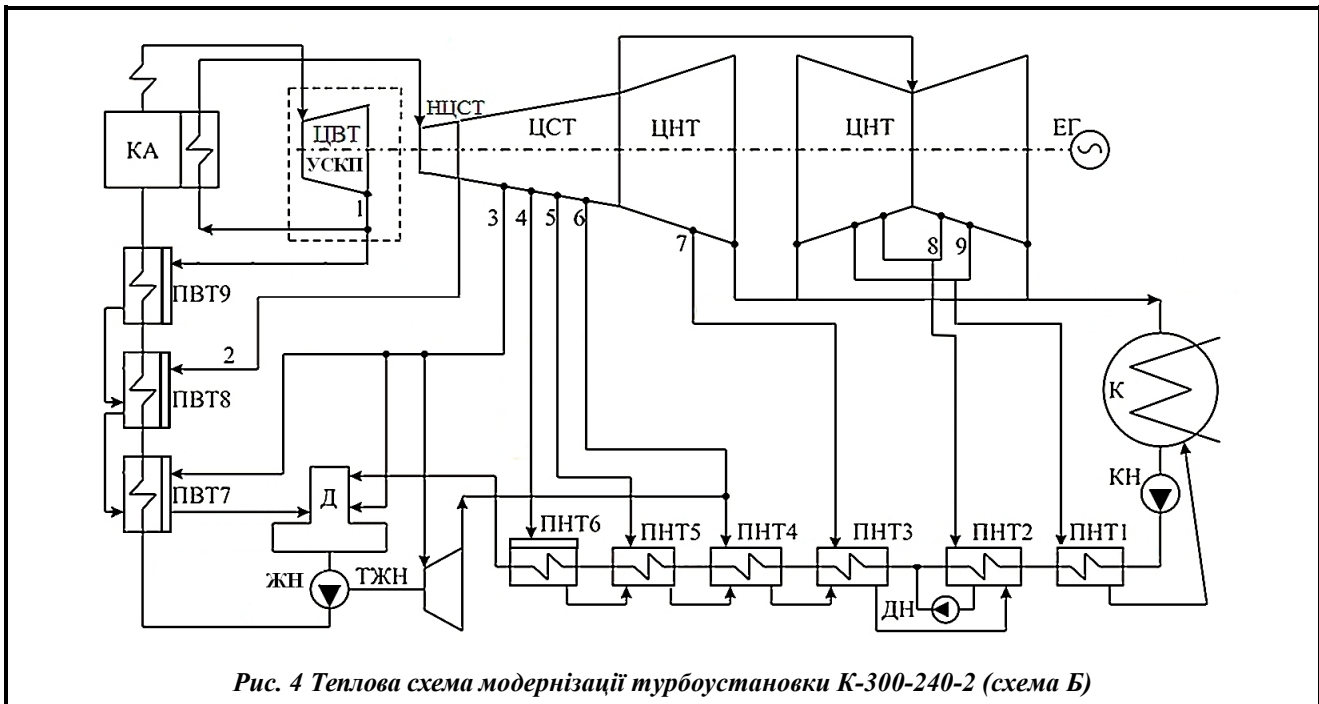 НЦСТ
ЦВТ
УСКП
ЦСТ
ЦНТ
ЦНТ
ЕГ
КА
1
3
4
5
6
7
8
9
ПВТ9
2
ПВТ8
К
ПВТ7
Д
КН
ПНТ6
ПНТ5
ПНТ4
ПНТ3
ПНТ2
ПНТ1
ЖН
ТЖН
ДН
Рис. 4 Теплова схема модернізації турбоустановки К-300-240-2 (схема Б)